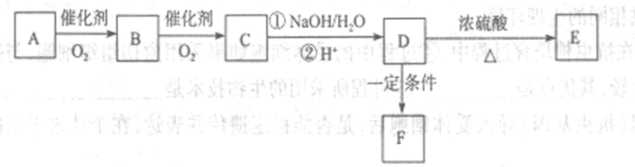 催化剂 催化剂 ① NaOH/H₂O 浓硫酸
A B C D E
O₂ O₂ ② H⁺ △
一定 条件
F